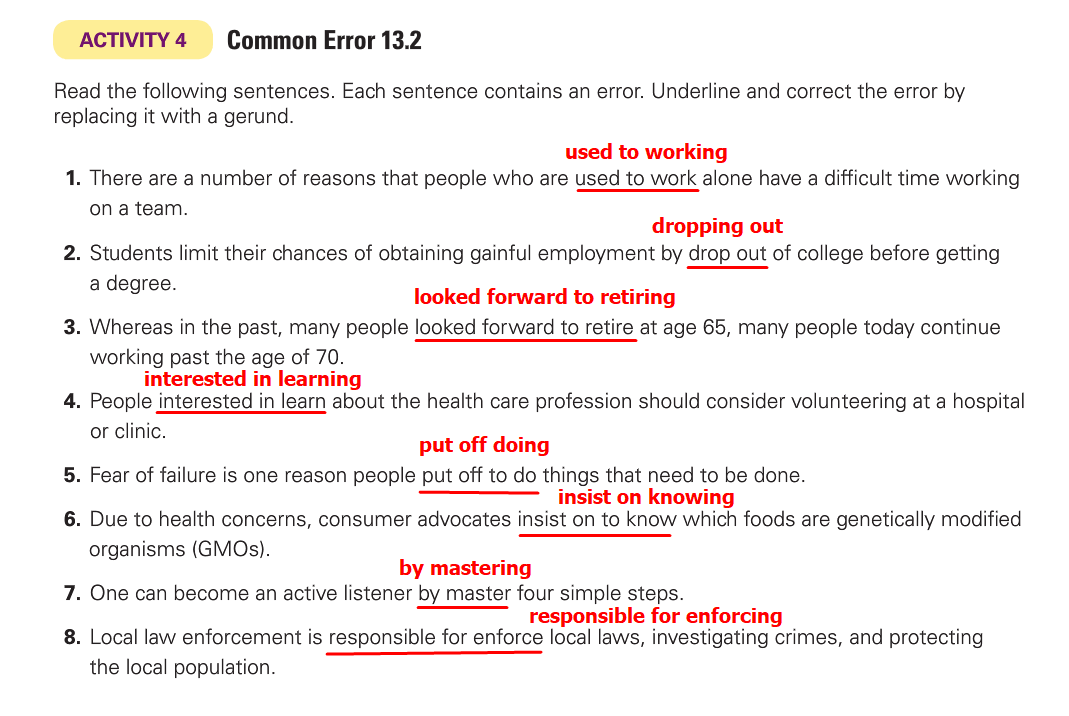 ACTIVITY 4 Common Error 13.2
Read the following sentences. Each sentence contains an error. Underline and correct the error by
replacing it with a gerund.
used to working
1. There are a number of reasons that people who are used to work alone have a difficult time working
on a team.
dropping out
2. Students limit their chances of obtaining gainful employment by drop out of college before getting
a degree.
looked forward to retiring
3. Whereas in the past, many people looked forward to retire at age 65, many people today continue
working past the age of 70.
interested in learning
4. People interested in learn about the health care profession should consider volunteering at a hospital
or clinic.
put off doing
5. Fear of failure is one reason people put off to do things that need to be done.
insist on knowing
6. Due to health concerns, consumer advocates insist on to know which foods are genetically modified
organisms (GMOs).
by mastering
7. One can become an active listener by master four simple steps.
responsible for enforcing
8. Local law enforcement is responsible for enforce local laws, investigating crimes, and protecting
the local population.